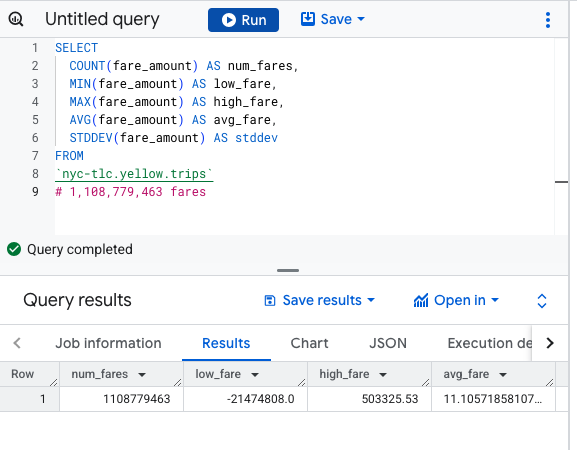 Untitled query Run Save
1 SELECT
2 COUNT(fare_amount) AS num_fares,
3 MIN(fare_amount) AS low_fare,
4 MAX(fare_amount) AS high_fare,
5 AVG(fare_amount) AS avg_fare,
6 STDDEV(fare_amount) AS stddev
7 FROM
8 `nyc-tlc.yellow.trips`
9 # 1,108,779,463 fares
Query completed
Query results Save results Open in
Job information Results Chart JSON Execution de
Row num_fares low_fare high_fare avg_fare
1 1108779463 -21474808.0 503325.53 11.10571858107...